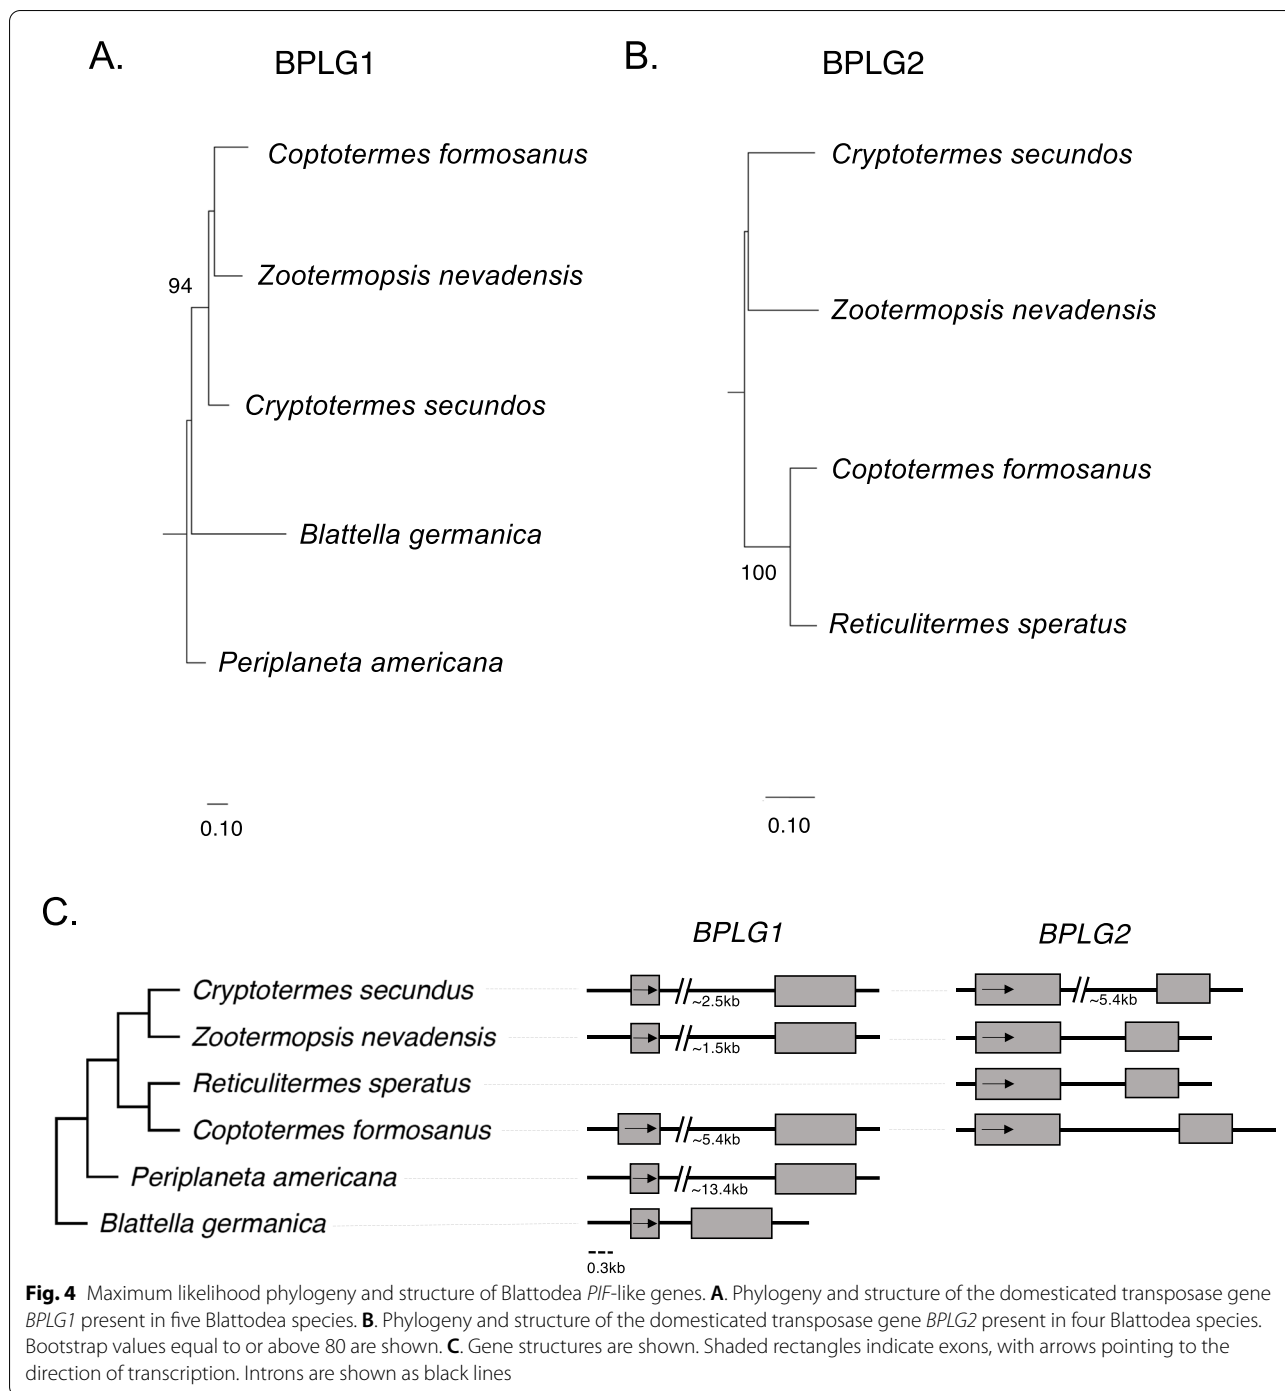 A.
BPLG1
Coptotermes formosanus
Zootermopsis nevadensis
94
Cryptotermes secundos
Blattella germanica
Periplaneta americana
0.10
B.
BPLG2
Cryptotermes secundos
Zootermopsis nevadensis
Coptotermes formosanus
100
Reticulitermes speratus
0.10
C.
BPLG1
BPLG2
Cryptotermes secundus
~2.5kb
~5.4kb
Zootermopsis nevadensis
~1.5kb
Reticulitermes speratus
Coptotermes formosanus
~5.4kb
Periplaneta americana
~13.4kb
Blattella germanica
0.3kb
Fig. 4 Maximum likelihood phylogeny and structure of Blattodea PIF-like genes. A. Phylogeny and structure of the domesticated transposase gene
BPLG1 present in five Blattodea species. B. Phylogeny and structure of the domesticated transposase gene BPLG2 present in four Blattodea species.
Bootstrap values equal to or above 80 are shown. C. Gene structures are shown. Shaded rectangles indicate exons, with arrows pointing to the
direction of transcription. Introns are shown as black lines